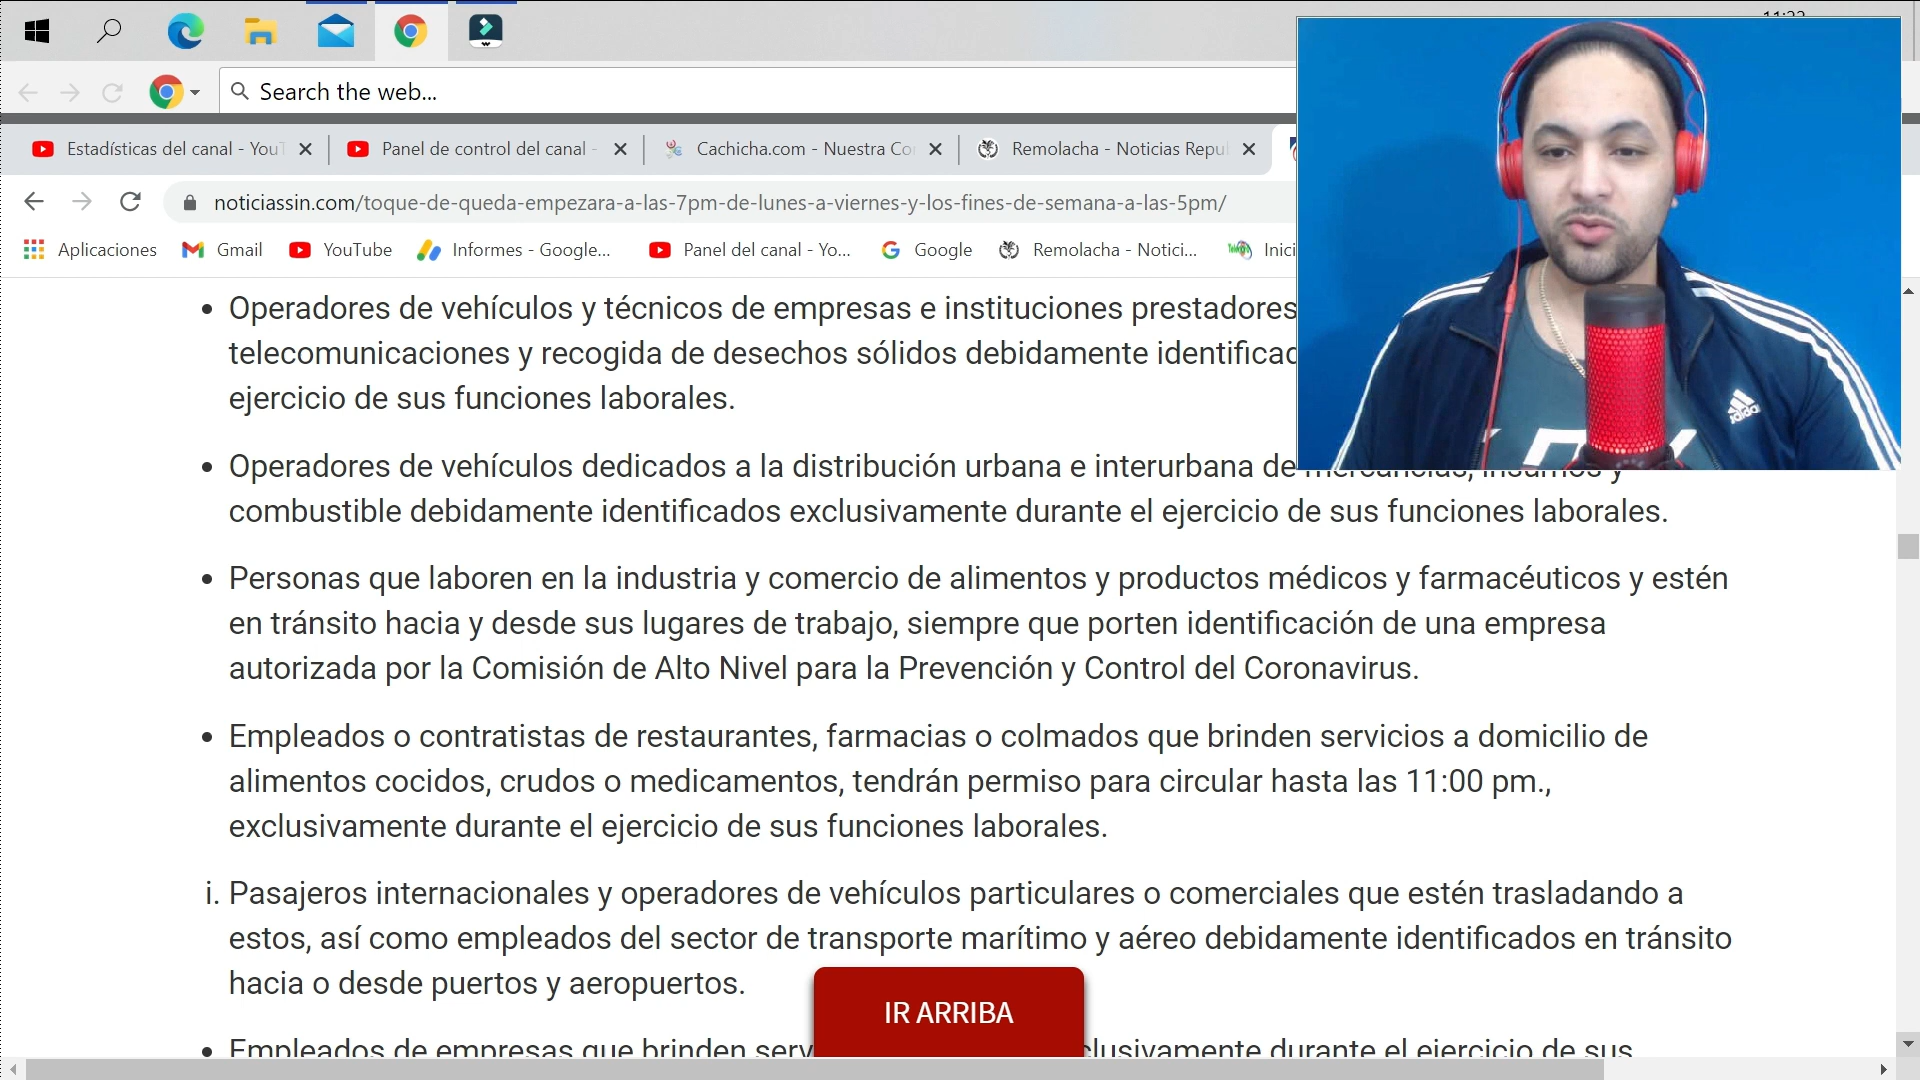 Search the web...
Estadísticas del canal - YouT
Panel de control del canal -
Cachicha.com - Nuestra Co
Remolacha - Noticias Repu
noticiassin.com/toque-de-queda-empezara-a-las-7pm-de-lunes-a-viernes-y-los-fines-de-semana-a-las-5pm/
Aplicaciones
Gmail
YouTube
Informes - Google...
Panel del canal - Yo...
Google
Remolacha - Notici...
Inici
adidas
• Operadores de vehículos y técnicos de empresas e instituciones prestadores
telecomunicaciones y recogida de desechos sólidos debidamente identificad
ejercicio de sus funciones laborales.
• Operadores de vehículos dedicados a la distribución urbana e interurbana de mercancías, insumos y
combustible debidamente identificados exclusivamente durante el ejercicio de sus funciones laborales.
• Personas que laboren en la industria y comercio de alimentos y productos médicos y farmacéuticos y estén
en tránsito hacia y desde sus lugares de trabajo, siempre que porten identificación de una empresa
autorizada por la Comisión de Alto Nivel para la Prevención y Control del Coronavirus.
• Empleados o contratistas de restaurantes, farmacias o colmados que brinden servicios a domicilio de
alimentos cocidos, crudos o medicamentos, tendrán permiso para circular hasta las 11:00 pm.,
exclusivamente durante el ejercicio de sus funciones laborales.
i. Pasajeros internacionales y operadores de vehículos particulares o comerciales que estén trasladando a
estos, así como empleados del sector de transporte marítimo y aéreo debidamente identificados en tránsito
hacia o desde puertos y aeropuertos.
IR ARRIBA
• Empleados de empresas que brinden serv clusivamente durante el ejercicio de sus